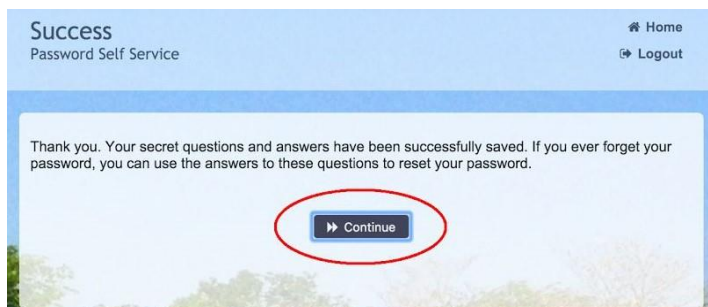 Success
Password Self Service
Home
Logout
Thank you. Your secret questions and answers have been successfully saved. If you ever forget your
password, you can use the answers to these questions to reset your password.
Continue